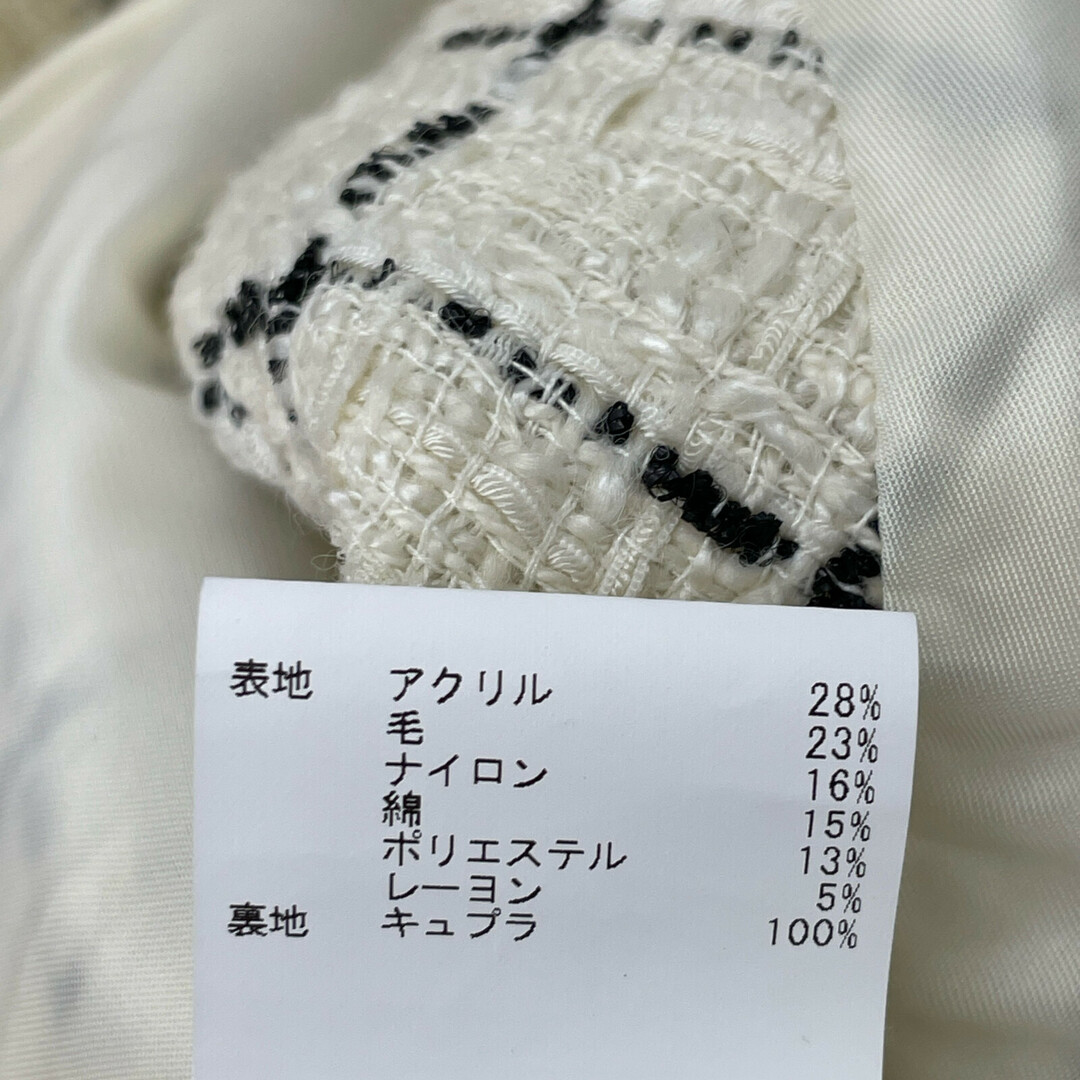 表地 アクリル 28%
毛 23%
ナイロン 16%
綿 15%
ポリエステル 13%
レーヨン 5%
裏地 キュプラ 100%